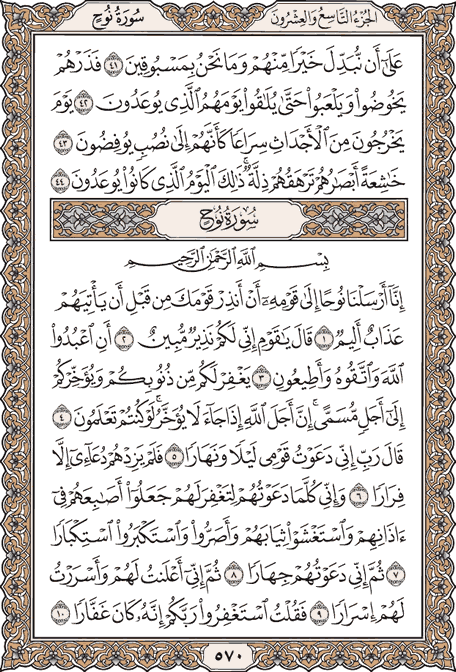 سُورَةُ نُوحٍ
الجُزْءُ التَّاسِعُ وَالعِشْرُونَ
عَلَىٰٓ أَن نُّبَدِّلَ خَيْرًا مِّنْهُمْ وَمَا نَحْنُ بِمَسْبُوقِينَ ٤١ فَذَرْهُمْ
يَخُوضُوا۟ وَيَلْعَبُوا۟ حَتَّىٰ يُلَٰقُوا۟ يَوْمَهُمُ ٱلَّذِى يُوعَدُونَ ٤٢ يَوْمَ
يَخْرُجُونَ مِنَ ٱلْأَجْدَاثِ سِرَاعًا كَأَنَّهُمْ إِلَىٰ نُصُبٍ يُوفِضُونَ ٤٣
خَٰشِعَةً أَبْصَٰرُهُمْ تَرْهَقُهُمْ ذِلَّةٌ ۚ ذَٰلِكَ ٱلْيَوْمُ ٱلَّذِى كَانُوا۟ يُوعَدُونَ ٤٤
سُورَةُ نُوحٍ
بِسْمِ ٱللَّهِ ٱلرَّحْمَٰنِ ٱلرَّحِيمِ
إِنَّآ أَرْسَلْنَا نُوحًا إِلَىٰ قَوْمِهِۦٓ أَنْ أَنذِرْ قَوْمَكَ مِن قَبْلِ أَن يَأْتِيَهُمْ
عَذَابٌ أَلِيمٌ ١ قَالَ يَٰقَوْمِ إِنِّى لَكُمْ نَذِيرٌ مُّبِينٌ ٢ أَنِ ٱعْبُدُوا۟
ٱللَّهَ وَٱتَّقُوهُ وَأَطِيعُونِ ٣ يَغْفِرْ لَكُم مِّن ذُنُوبِكُمْ وَيُؤَخِّرْكُمْ
إِلَىٰٓ أَجَلٍ مُّسَمًّى ۚ إِنَّ أَجَلَ ٱللَّهِ إِذَا جَآءَ لَا يُؤَخَّرُ ۖ لَوْ كُنتُمْ تَعْلَمُونَ ٤
قَالَ رَبِّ إِنِّى دَعَوْتُ قَوْمِى لَيْلًا وَنَهَارًا ٥ فَلَمْ يَزِدْهُمْ دُعَآءِىٓ إِلَّا
فِرَارًا ٦ وَإِنِّى كُلَّمَا دَعَوْتُهُمْ لِتَغْفِرَ لَهُمْ جَعَلُوٓا۟ أَصَٰبِعَهُمْ فِىٓ
ءَاذَانِهِمْ وَٱسْتَغْشَوْا۟ ثِيَابَهُمْ وَأَصَرُّوا۟ وَٱسْتَكْبَرُوا۟ ٱسْتِكْبَارًا
٧ ثُمَّ إِنِّى دَعَوْتُهُمْ جِهَارًا ٨ ثُمَّ إِنِّىٓ أَعْلَنتُ لَهُمْ وَأَسْرَرْتُ
لَهُمْ إِسْرَارًا ٩ فَقُلْتُ ٱسْتَغْفِرُوا۟ رَبَّكُمْ إِنَّهُۥ كَانَ غَفَّارًا ١٠
٥٧٠